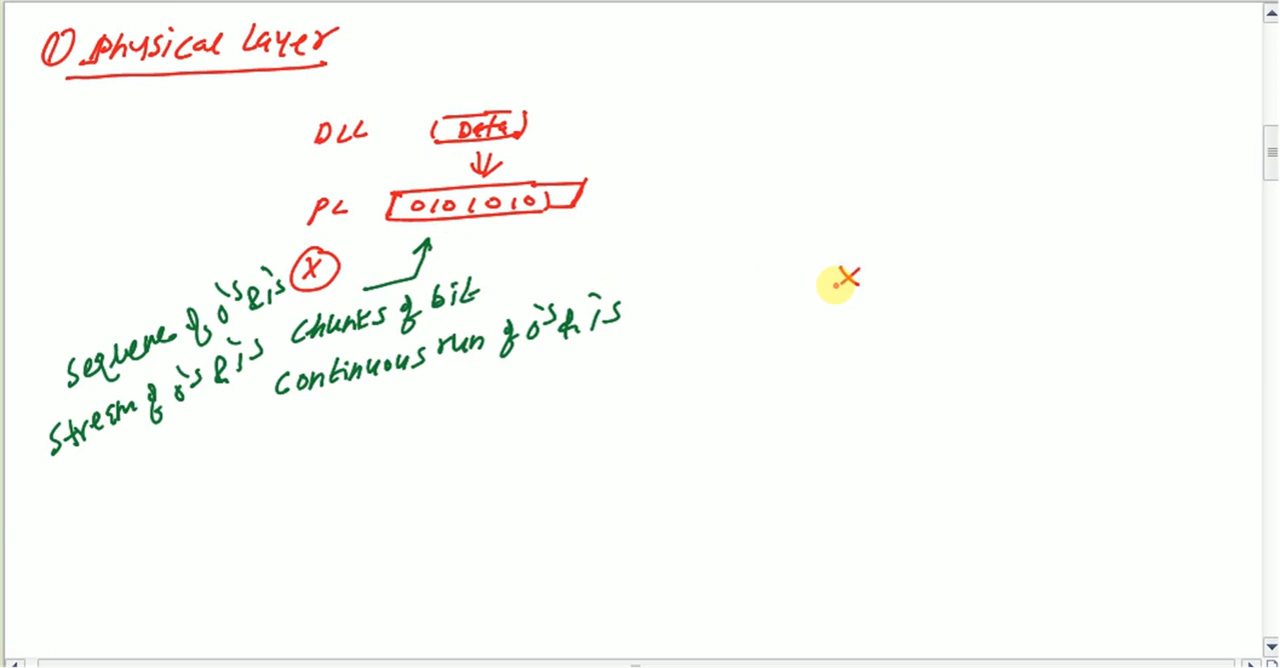 ① Physical Layer
DLL Data
PL 0101010
X
sequence of 0's & 1's
stream of 0's & 1's
chunks of bit
continuous run of 0's & 1's
x